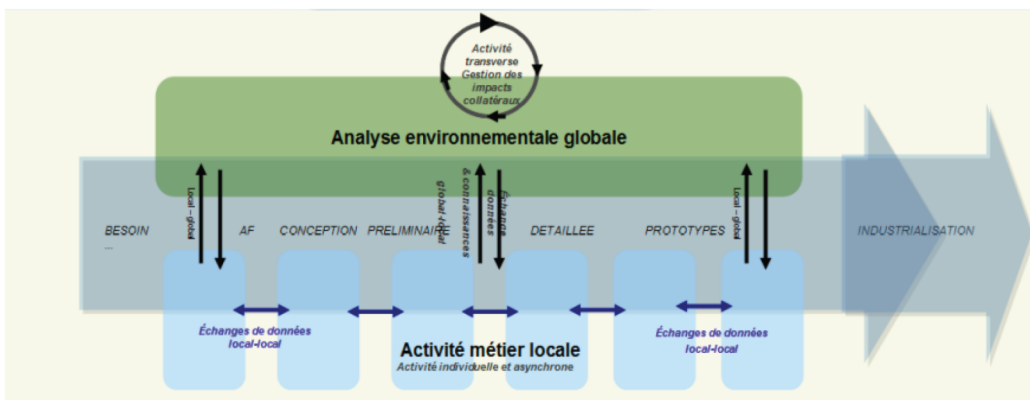 Activité
transverse
Gestion des
impacts
collatéraux
Analyse environnementale globale
Local – global
global-local
& connaissances
données
Échange
Local – global
BESOIN
...
AF
CONCEPTION
PRELIMINAIRE
DETAILLEE
PROTOTYPES
INDUSTRIALISATION
Échanges de données
local-local
Échanges de données
local-local
Activité métier locale
Activité individuelle et asynchrone